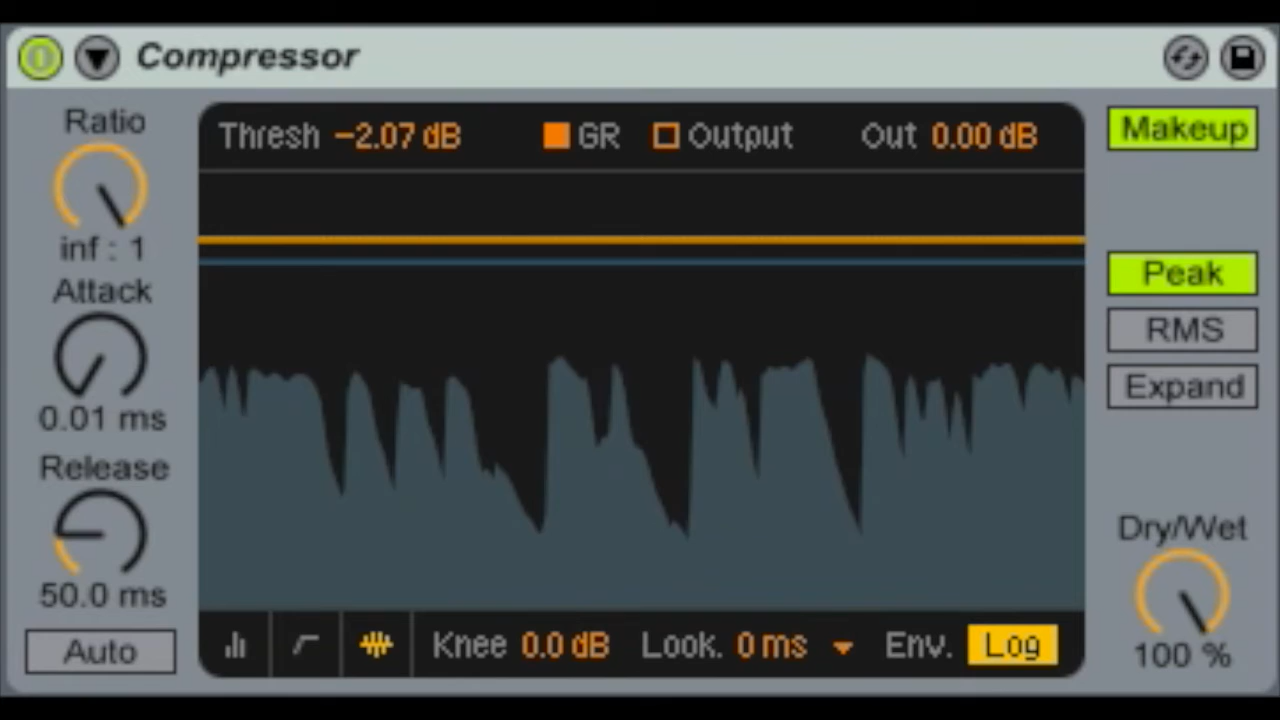 Compressor
Ratio
inf : 1
Attack
0.01 ms
Release
50.0 ms
Auto
Thresh -2.07 dB GR Output Out 0.00 dB
Knee 0.0 dB Look. 0 ms Env. Log
Makeup
Peak
RMS
Expand
Dry/Wet
100 %